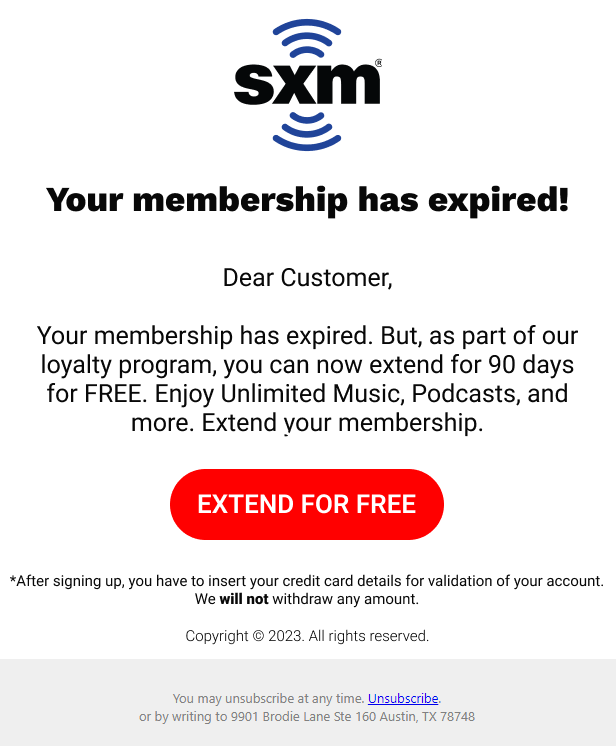 sxm®
Your membership has expired!
Dear Customer,
Your membership has expired. But, as part of our
loyalty program, you can now extend for 90 days
for FREE. Enjoy Unlimited Music, Podcasts, and
more. Extend your membership.
EXTEND FOR FREE
*After signing up, you have to insert your credit card details for validation of your account.
We will not withdraw any amount.
Copyright © 2023. All rights reserved.
You may unsubscribe at any time. Unsubscribe.
or by writing to 9901 Brodie Lane Ste 160 Austin, TX 78748